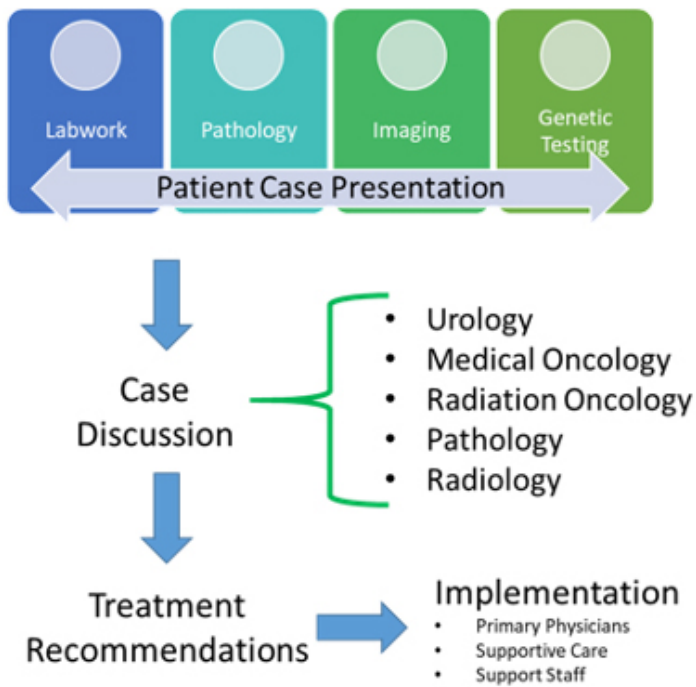 Labwork
Pathology
Imaging
Genetic
Testing
Patient Case Presentation
Case
Discussion
• Urology
• Medical Oncology
• Radiation Oncology
• Pathology
• Radiology
Treatment
Recommendations
Implementation
• Primary Physicians
• Supportive Care
• Support Staff